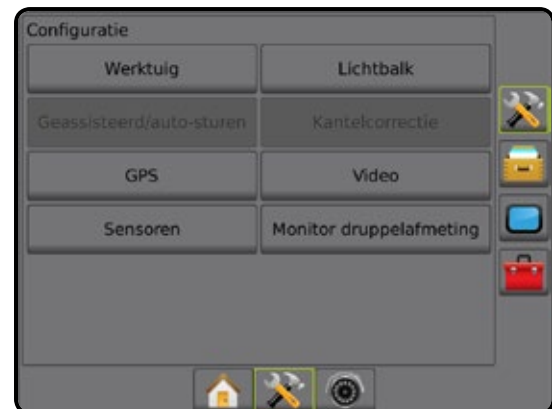 Configuratie
Werktuig
Lichtbalk
Geassisteerd/auto-sturen
Kantelcorrectie
GPS
Video
Sensoren
Monitor druppelafmeting